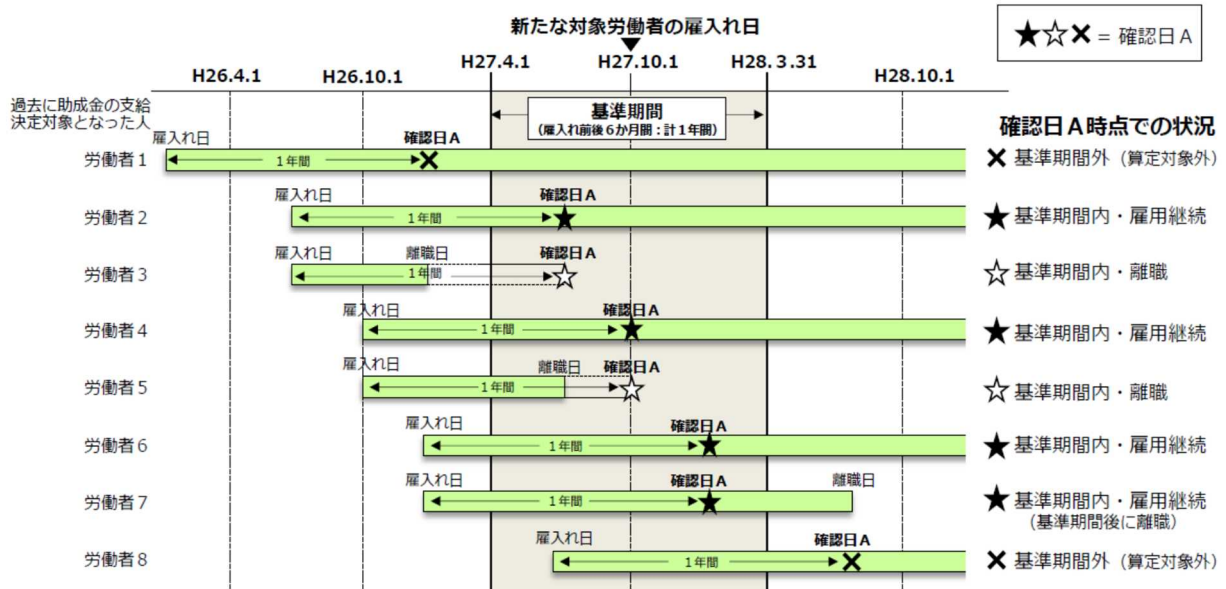 新たな対象労働者の雇入れ日
▼
★☆✖ = 確認日A
H26.4.1 H26.10.1 H27.4.1 H27.10.1 H28.3.31 H28.10.1
過去に助成金の支給
決定対象となった人
基準期間
(雇入れ前後6か月間:計1年間)
確認日A時点での状況
雇入れ日 確認日A
労働者1 1年間 ✖ ✖ 基準期間外(算定対象外)
雇入れ日 確認日A
労働者2 1年間 ★ ★ 基準期間内・雇用継続
雇入れ日 離職日 確認日A
労働者3 1年間 ☆ ☆ 基準期間内・離職
雇入れ日 確認日A
労働者4 1年間 ★ ★ 基準期間内・雇用継続
雇入れ日 離職日 確認日A
労働者5 1年間 ☆ ☆ 基準期間内・離職
雇入れ日 確認日A
労働者6 1年間 ★ ★ 基準期間内・雇用継続
雇入れ日 確認日A 離職日
労働者7 1年間 ★ ★ 基準期間内・雇用継続
(基準期間後に離職)
雇入れ日 確認日A
労働者8 1年間 ✖ ✖ 基準期間外(算定対象外)